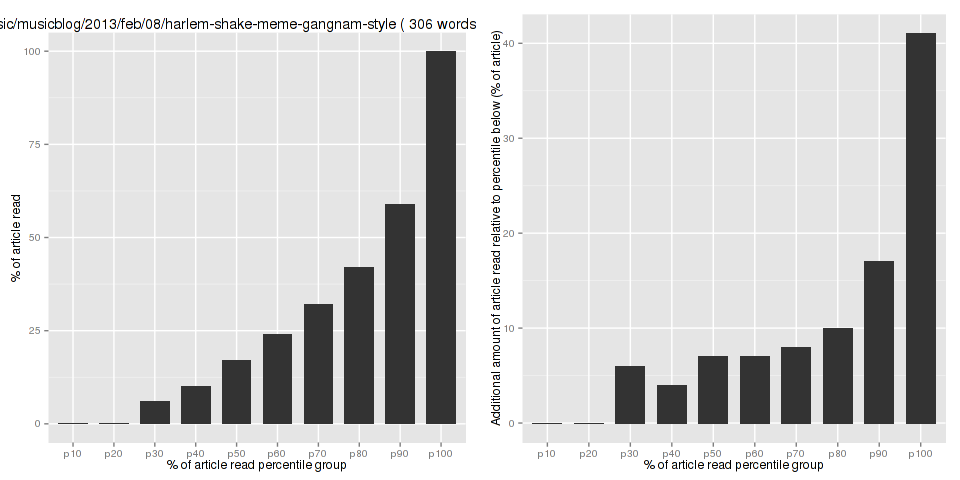 sic/musicblog/2013/feb/08/harlem-shake-meme-gangnam-style ( 306 words
% of article read
100
75
50
25
0
p10 p20 p30 p40 p50 p60 p70 p80 p90 p100
% of article read percentile group
Additional amount of article read relative to percentile below (% of article)
40
30
20
10
0
p10 p20 p30 p40 p50 p60 p70 p80 p90 p100
% of article read percentile group